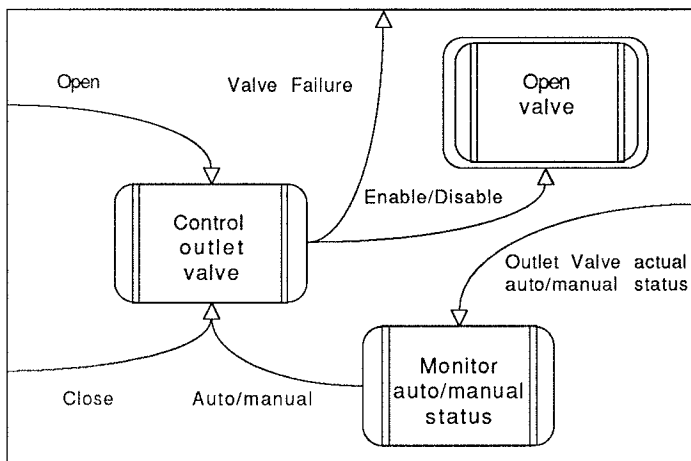 Open
Valve Failure
Open
valve
Control
outlet
valve
Enable/Disable
Outlet Valve actual
auto/manual status
Close
Auto/manual
Monitor
auto/manual
status